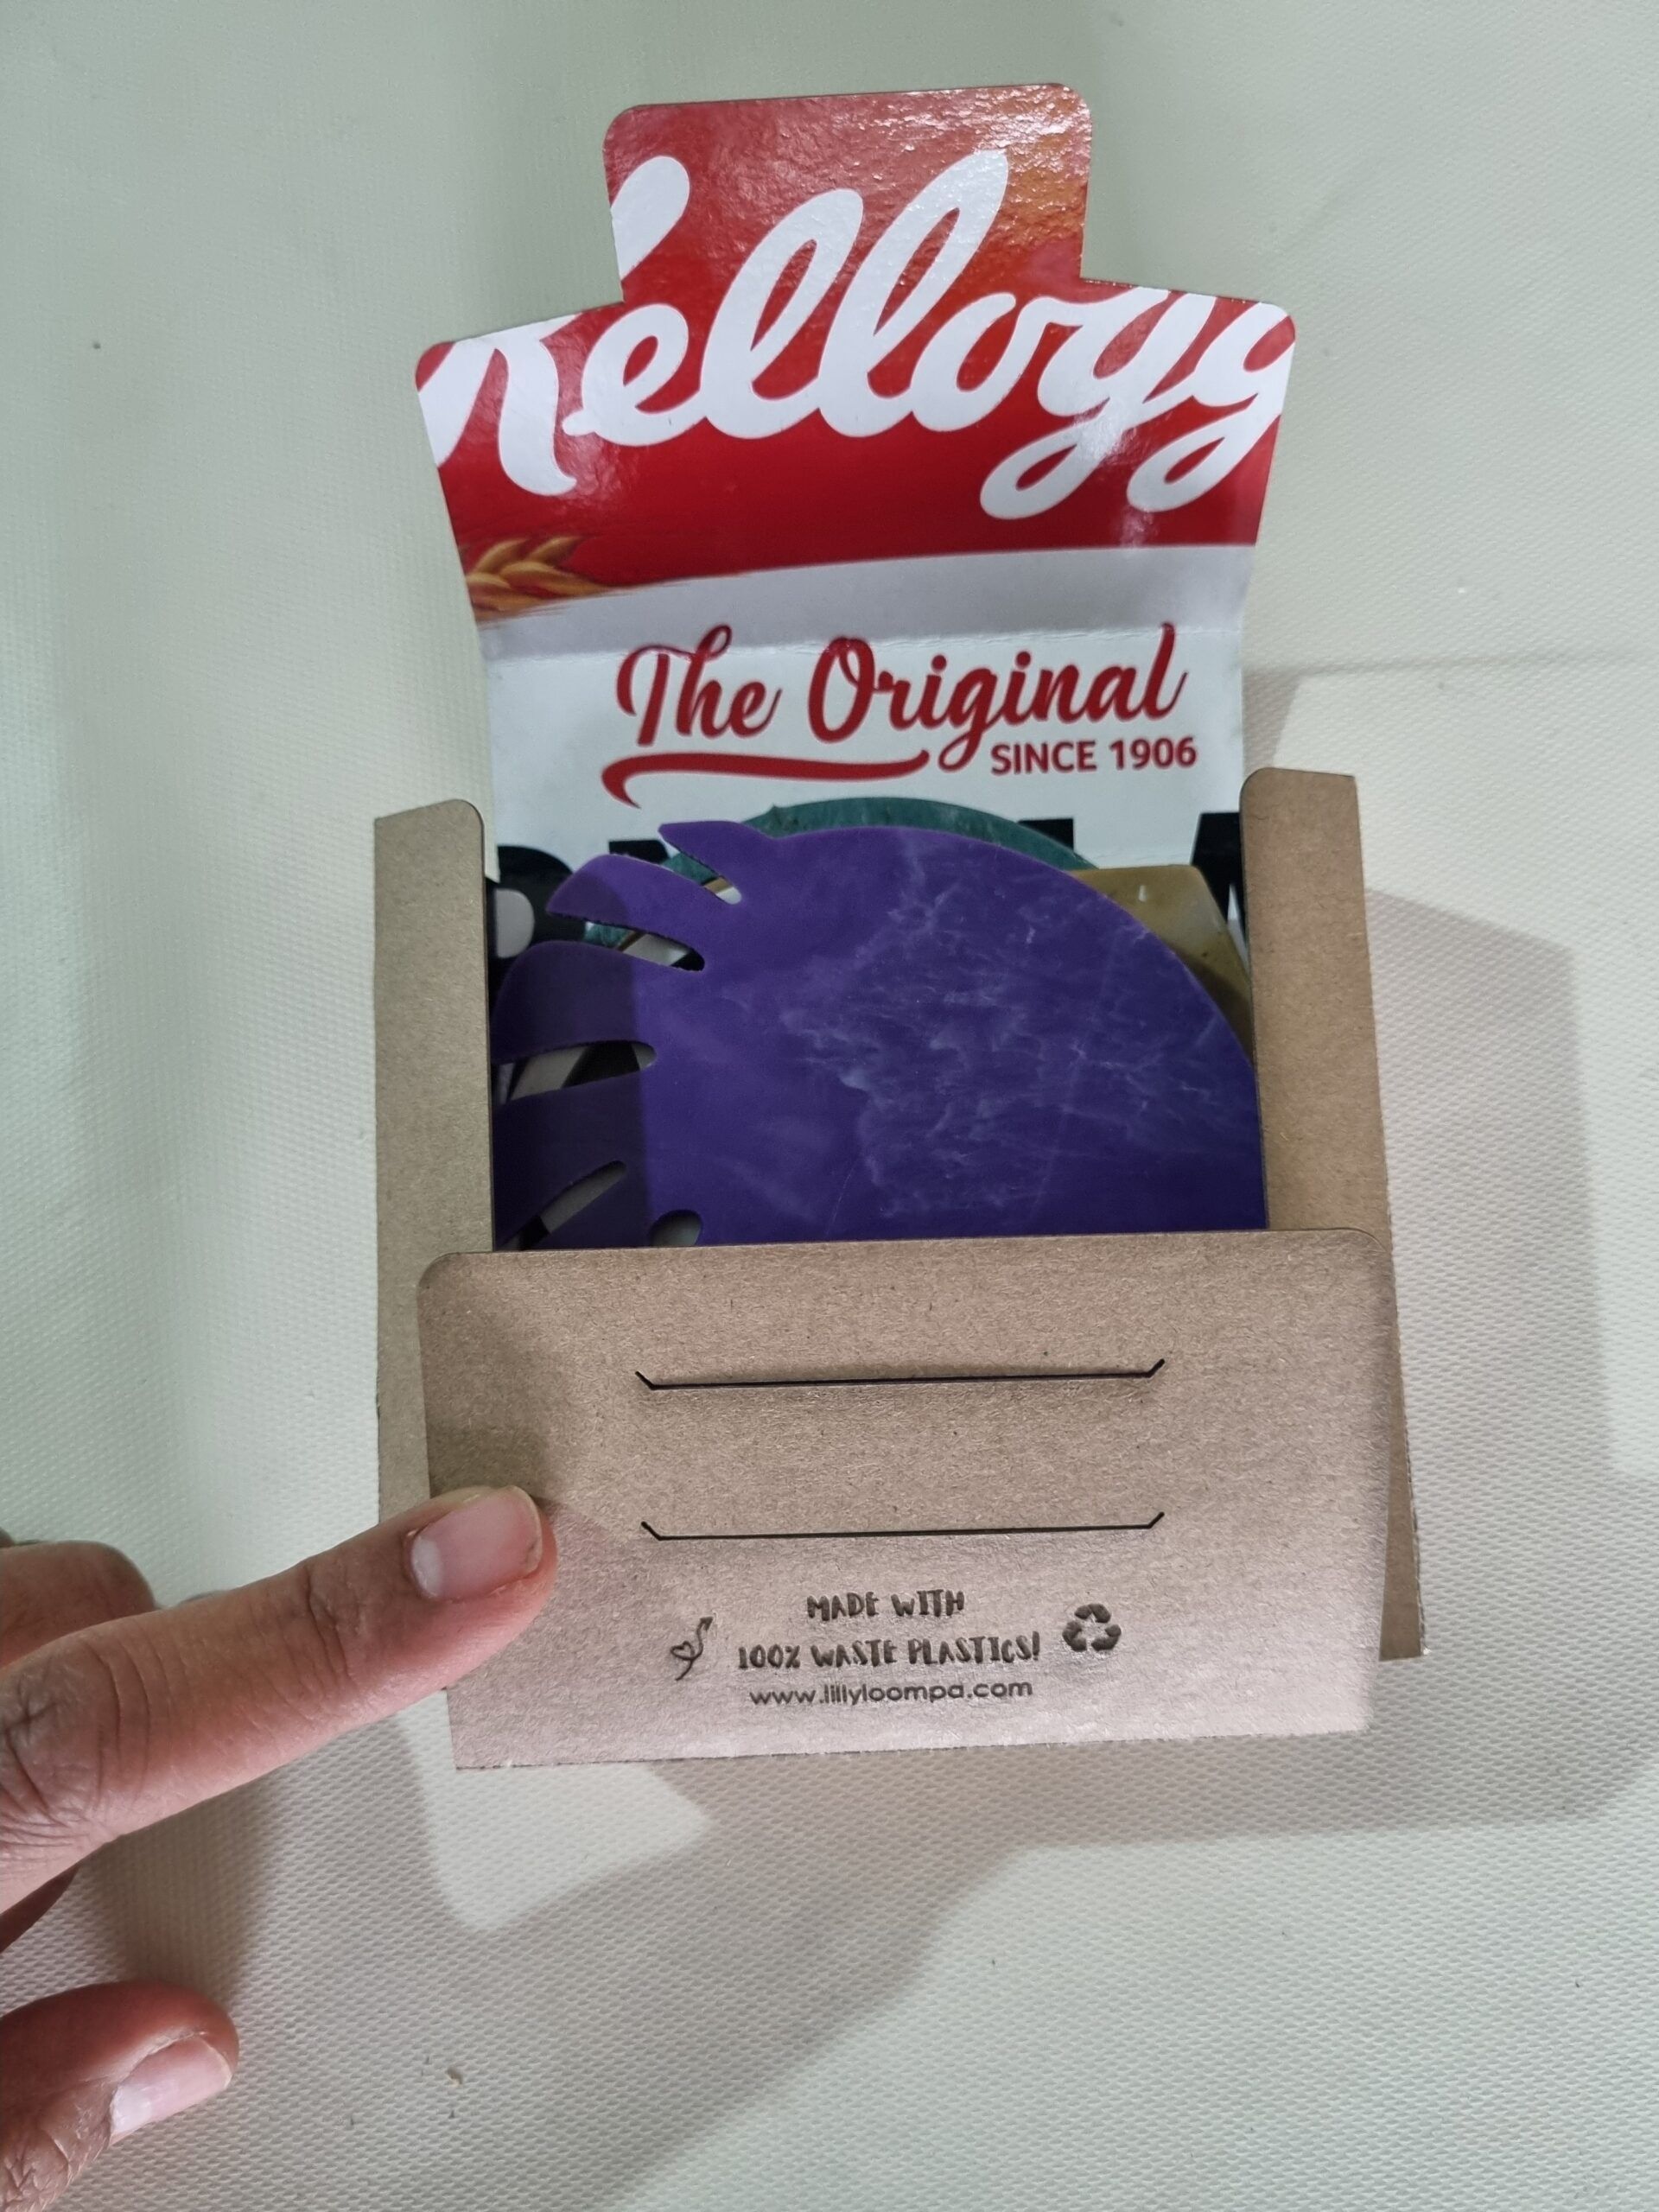 Kellogg
The Original
SINCE 1906
MADE WITH
100% WASTE PLASTICS!
www.lillyloompa.com